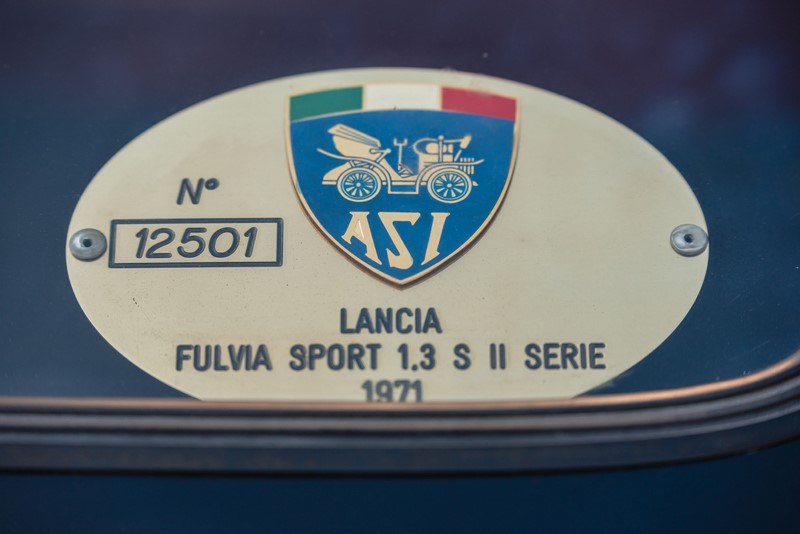 ASI
N°
12501
LANCIA
FULVIA SPORT 1.3 S II SERIE
1971